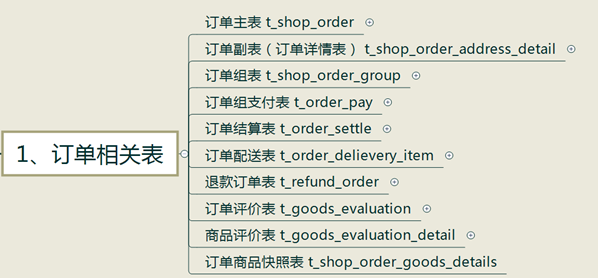 1、订单相关表
订单主表 t_shop_order
订单副表（订单详情表） t_shop_order_address_detail
订单组表 t_shop_order_group
订单组支付表 t_order_pay
订单结算表 t_order_settle
订单配送表 t_order_delievery_item
退款订单表 t_refund_order
订单评价表 t_goods_evaluation
商品评价表 t_goods_evaluation_detail
订单商品快照表 t_shop_order_goods_details